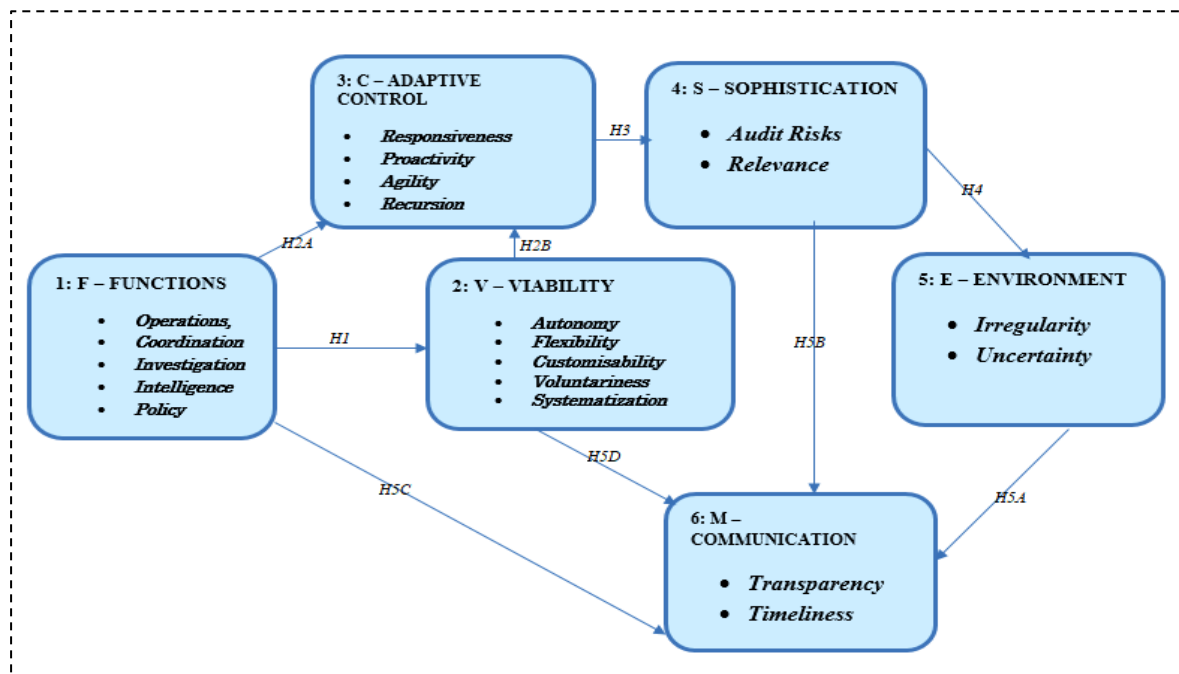 3: C – ADAPTIVE
CONTROL
• Responsiveness
• Proactivity
• Agility
• Recursion
H3
4: S – SOPHISTICATION
• Audit Risks
• Relevance
H4
H2A
H2B
1: F – FUNCTIONS
• Operations,
• Coordination
• Investigation
• Intelligence
• Policy
H1
2: V – VIABILITY
• Autonomy
• Flexibility
• Customisability
• Voluntariness
• Systematization
H5B
5: E – ENVIRONMENT
• Irregularity
• Uncertainty
H5C
H5D
H5A
6: M –
COMMUNICATION
• Transparency
• Timeliness